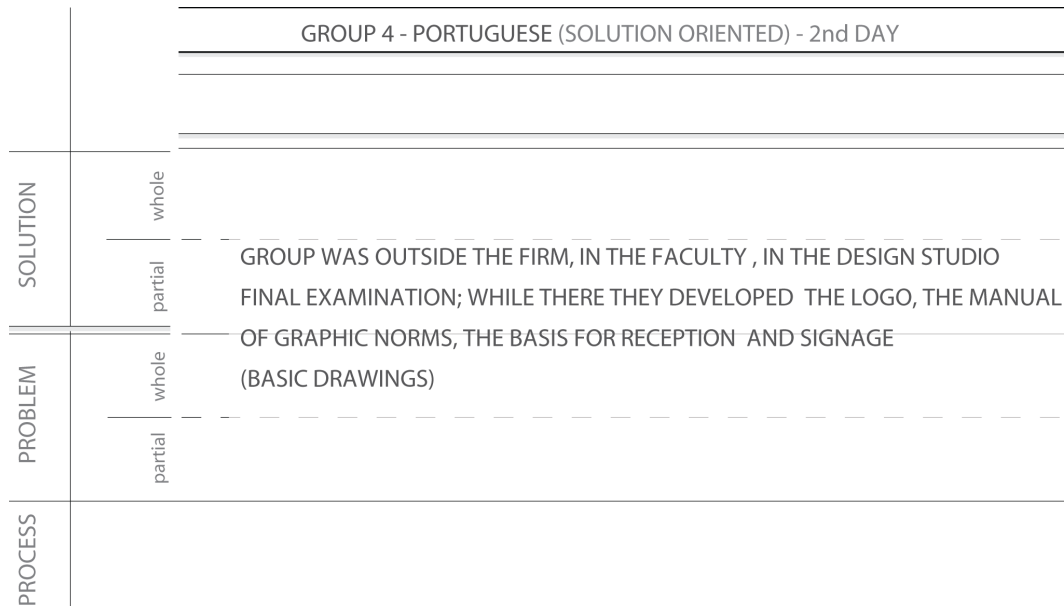 GROUP 4 - PORTUGUESE (SOLUTION ORIENTED) - 2nd DAY
SOLUTION
whole
partial
GROUP WAS OUTSIDE THE FIRM, IN THE FACULTY , IN THE DESIGN STUDIO
FINAL EXAMINATION; WHILE THERE THEY DEVELOPED THE LOGO, THE MANUAL
OF GRAPHIC NORMS, THE BASIS FOR RECEPTION AND SIGNAGE
(BASIC DRAWINGS)
PROBLEM
whole
partial
PROCESS